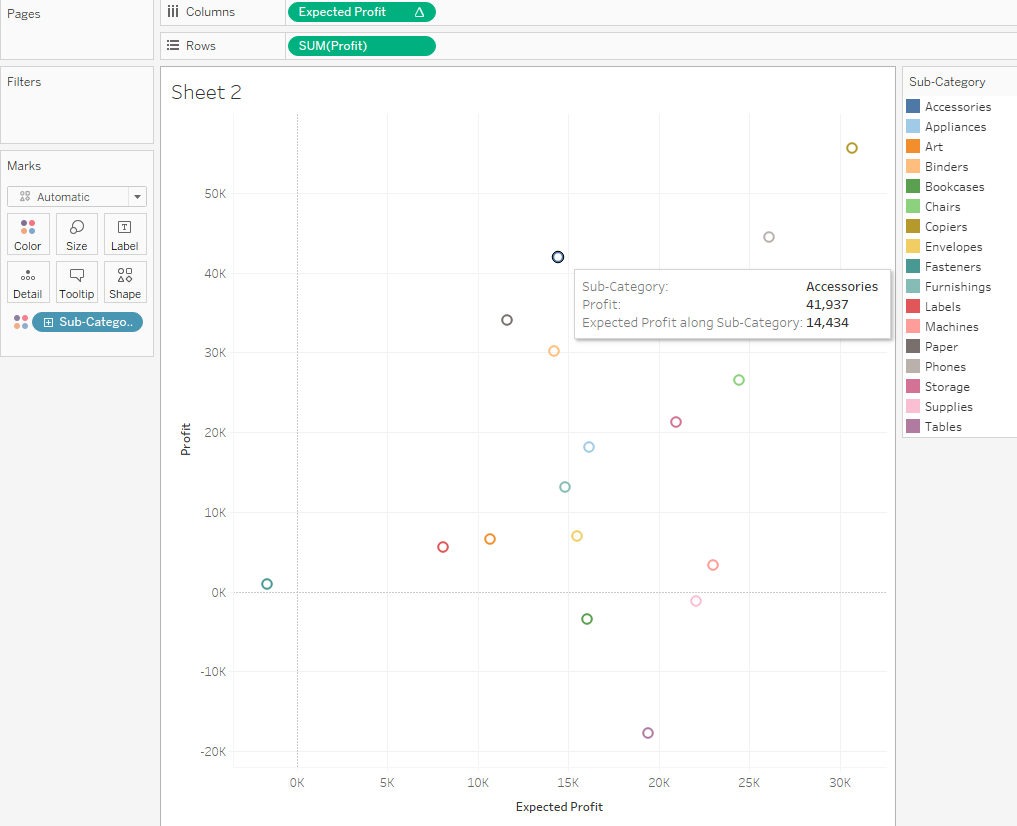 Pages
Columns
Expected Profit Δ
Rows
SUM(Profit)
Filters
Marks
Automatic
Color
Size
Label
Detail
Tooltip
Shape
Sub-Catego..
Sheet 2
50K
40K
30K
20K
10K
0K
-10K
-20K
Profit
Sub-Category: Accessories
Profit: 41,937
Expected Profit along Sub-Category: 14,434
0K 5K 10K 15K 20K 25K 30K
Expected Profit
Sub-Category
Accessories
Appliances
Art
Binders
Bookcases
Chairs
Copiers
Envelopes
Fasteners
Furnishings
Labels
Machines
Paper
Phones
Storage
Supplies
Tables